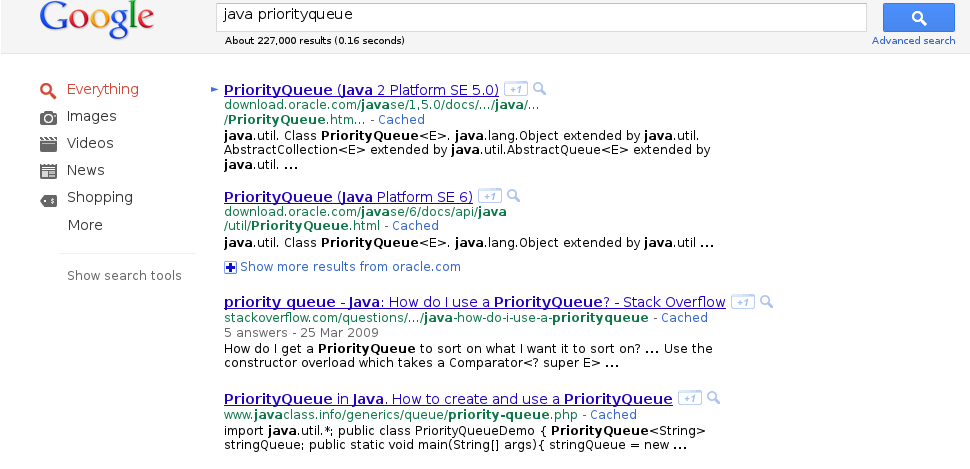 Google
java priorityqueue
About 227,000 results (0.16 seconds)
Advanced search
Everything
Images
Videos
News
Shopping
More
Show search tools
PriorityQueue (Java 2 Platform SE 5.0) +1
download.oracle.com/javase/1,5.0/docs/.../java/...
/PriorityQueue.htm... - Cached
java.util. Class PriorityQueue<E>. java.lang.Object extended by java.util.
AbstractCollection<E> extended by java.util.AbstractQueue<E> extended by
java.util. ...
PriorityQueue (Java Platform SE 6) +1
download.oracle.com/javase/6/docs/api/java
/util/PriorityQueue.html - Cached
java.util. Class PriorityQueue<E>. java.lang.Object extended by java.util ...
Show more results from oracle.com
priority queue - Java: How do I use a PriorityQueue? - Stack Overflow +1
stackoverflow.com/questions/.../java-how-do-i-use-a-priorityqueue - Cached
5 answers - 25 Mar 2009
How do I get a PriorityQueue to sort on what I want it to sort on? ... Use the
constructor overload which takes a Comparator<? super E> ...
PriorityQueue in Java. How to create and use a PriorityQueue +1
www.javaclass.info/generics/queue/priority-queue.php - Cached
import java.util.*; public class PriorityQueueDemo { PriorityQueue<String>
stringQueue; public static void main(String[] args){ stringQueue = new ...